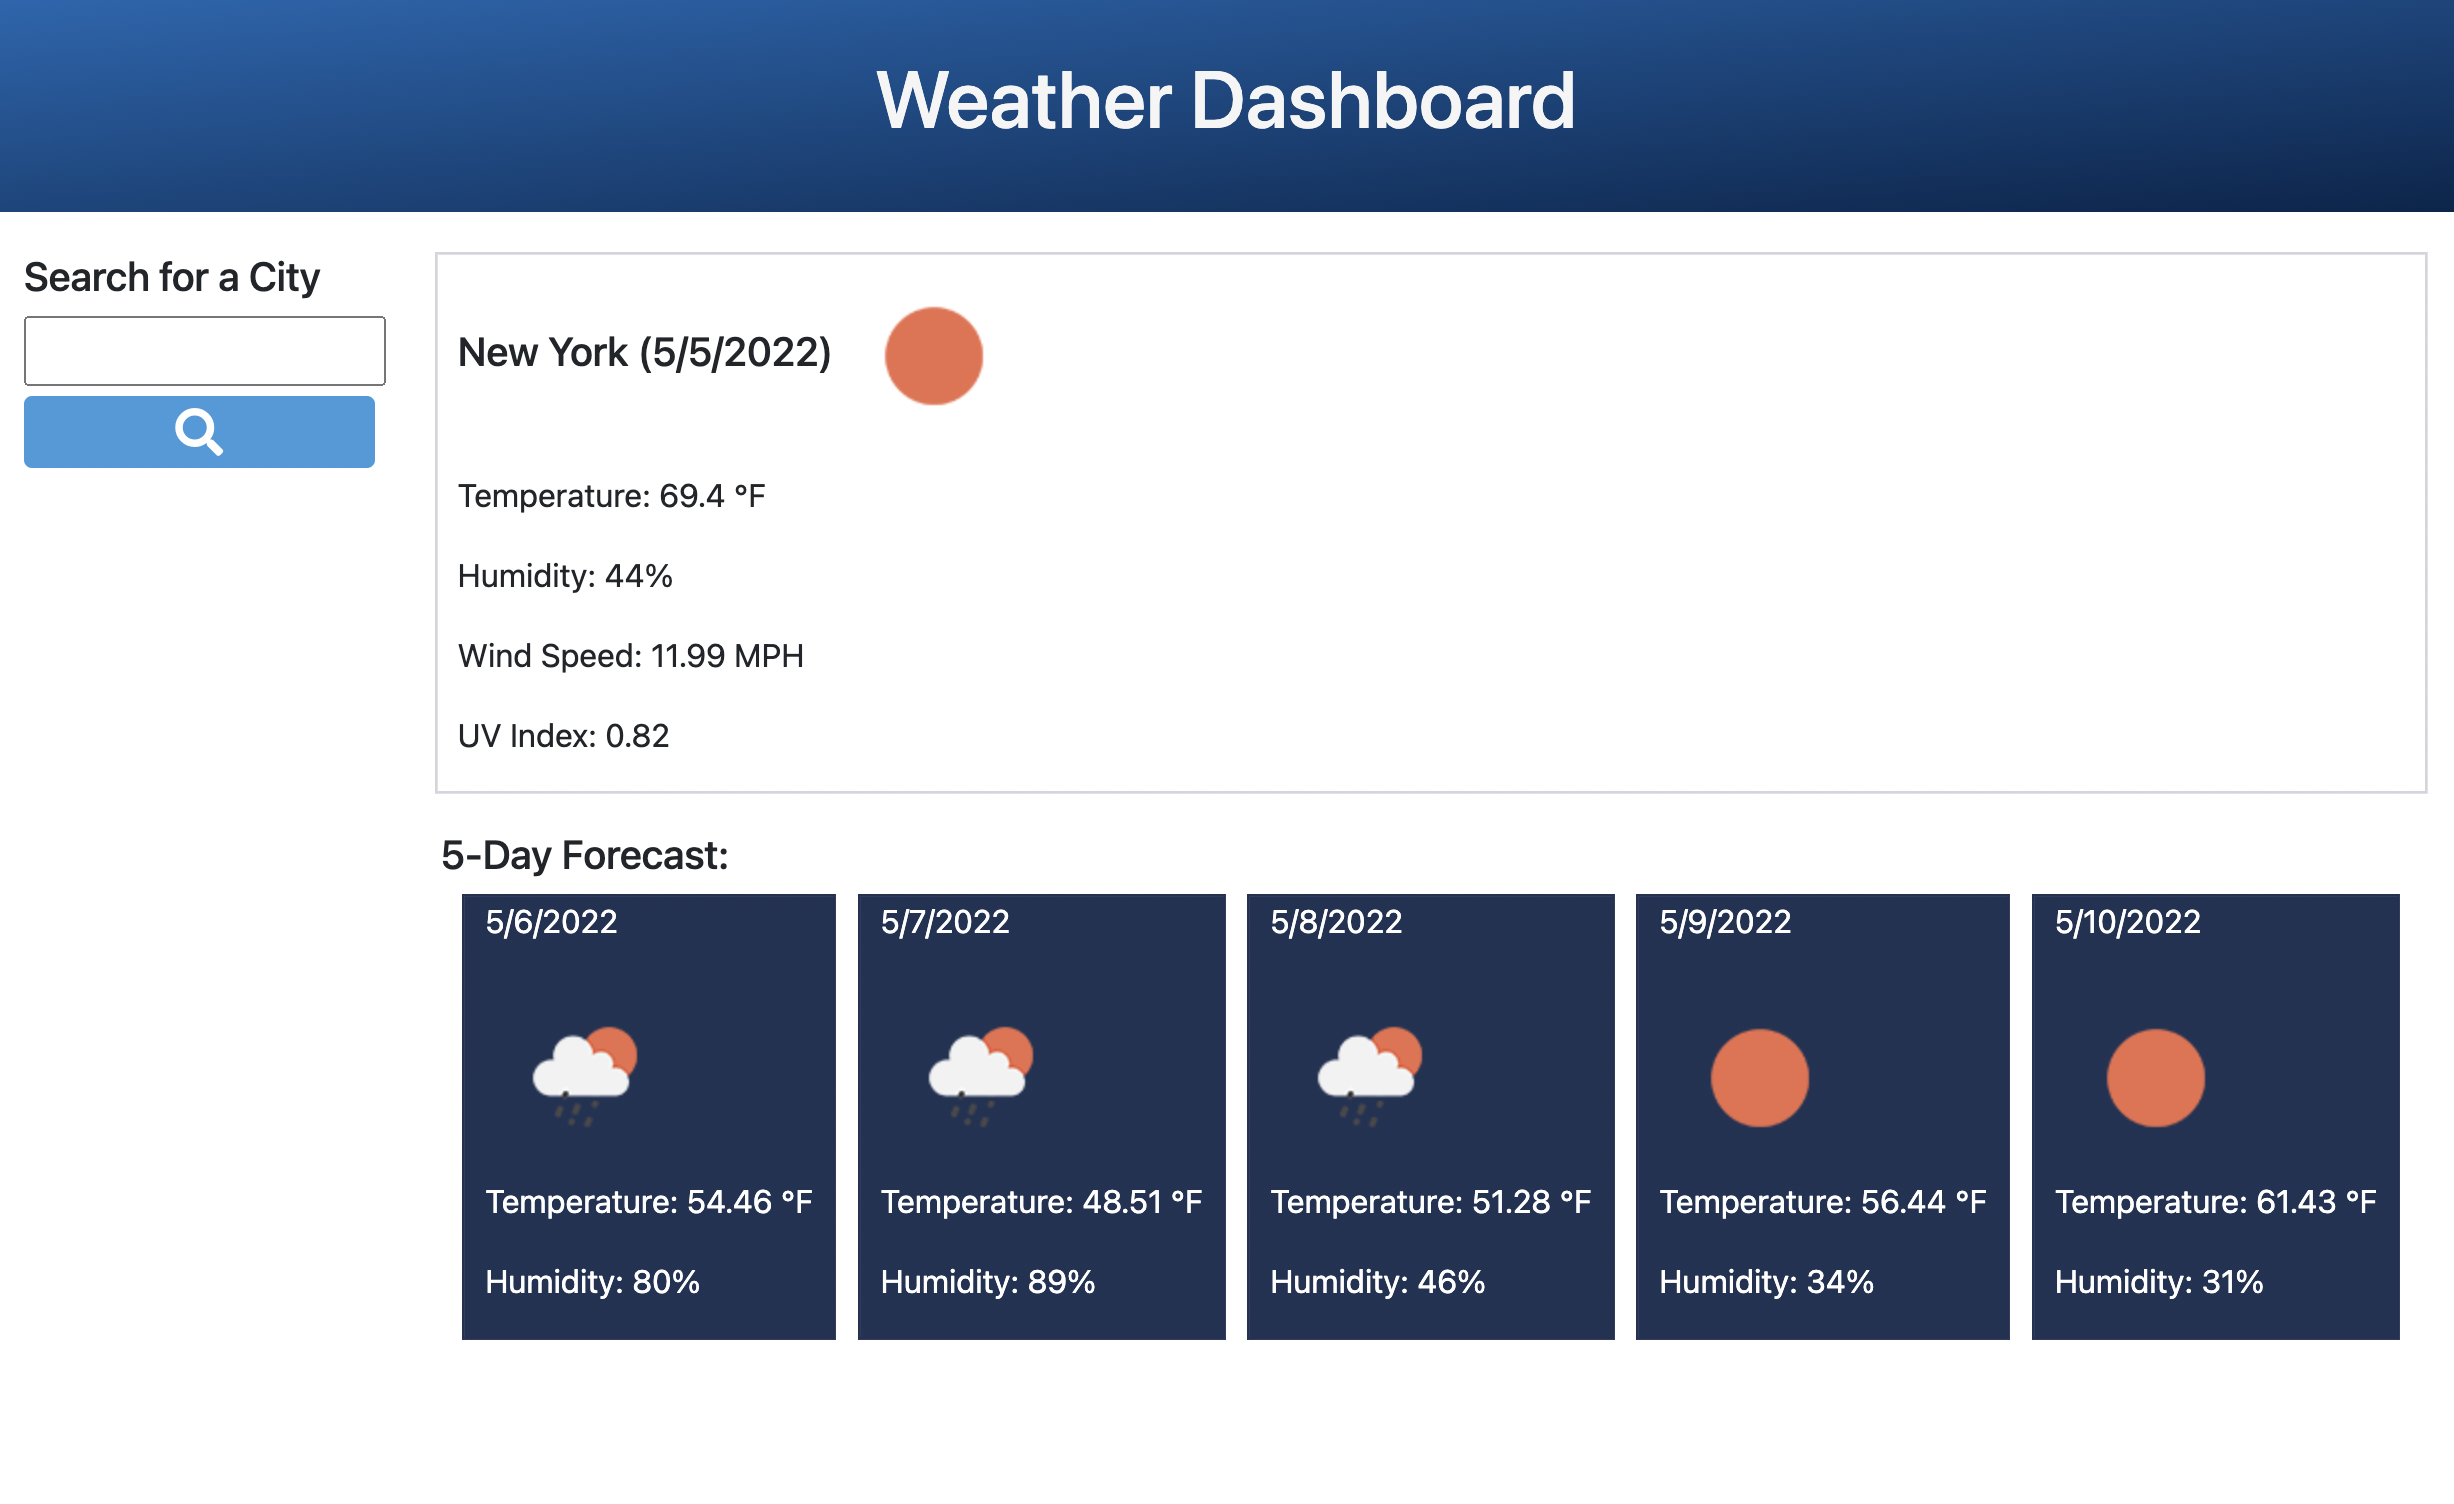 Weather Dashboard
Search for a City
New York (5/5/2022)
Temperature: 69.4 °F
Humidity: 44%
Wind Speed: 11.99 MPH
UV Index: 0.82
5-Day Forecast:
5/6/2022
Temperature: 54.46 °F
Humidity: 80%
5/7/2022
Temperature: 48.51 °F
Humidity: 89%
5/8/2022
Temperature: 51.28 °F
Humidity: 46%
5/9/2022
Temperature: 56.44 °F
Humidity: 34%
5/10/2022
Temperature: 61.43 °F
Humidity: 31%